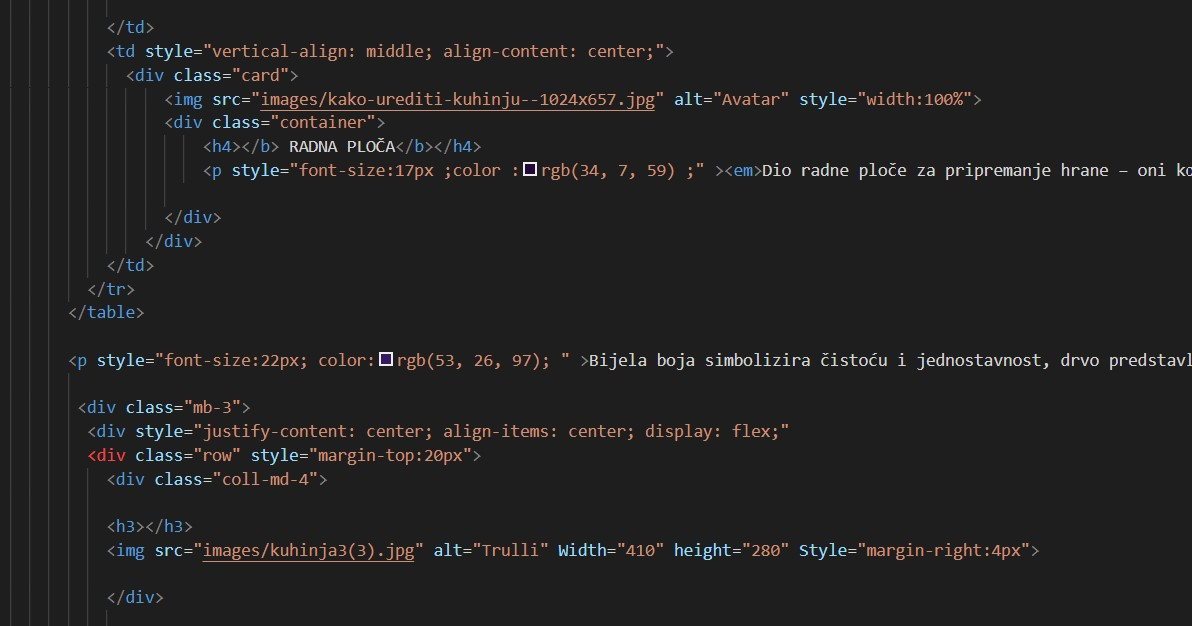 </td>
<td style="vertical-align: middle; align-content: center;">
<div class="card">
<img src="images/kako-urediti-kuhinju--1024x657.jpg" alt="Avatar" style="width:100%">
<div class="container">
<h4></b> RADNA PLOČA</b></h4>
<p style="font-size:17px ;color :rgb(34, 7, 59) ;" ><em>Dio radne ploče za pripremanje hrane – oni
</div>
</div>
</td>
</tr>
</table>
<p style="font-size:22px; color:rgb(53, 26, 97); " >Bijela boja simbolizira čistoću i jednostavnost, drvo
<div class="mb-3">
<div style="justify-content: center; align-items: center; display: flex;"
<div class="row" style="margin-top:20px">
<div class="coll-md-4">
<h3></h3>
<img src="images/kuhinja3(3).jpg" alt="Trulli" Width="410" height="280" Style="margin-right:4px">
</div>